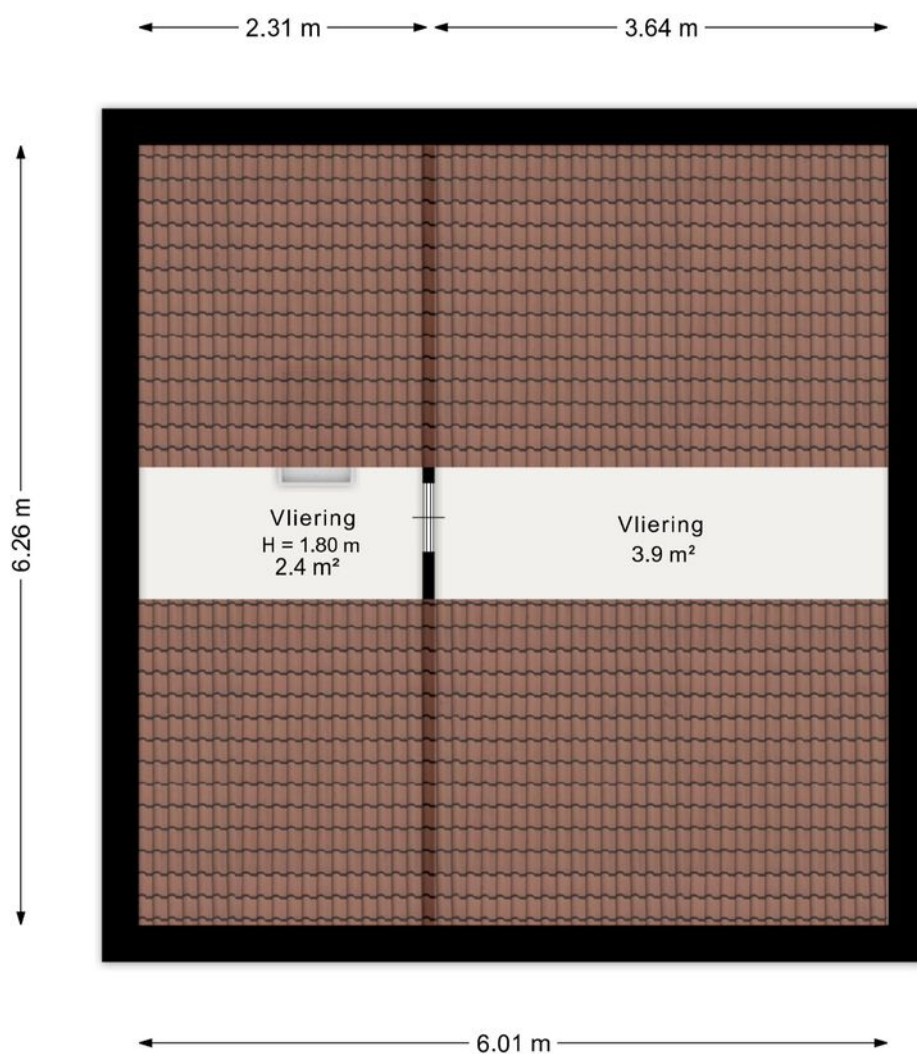 2.31 m
3.64 m
6.26 m
Vliering
H = 1.80 m
2.4 m²
Vliering
3.9 m²
6.01 m